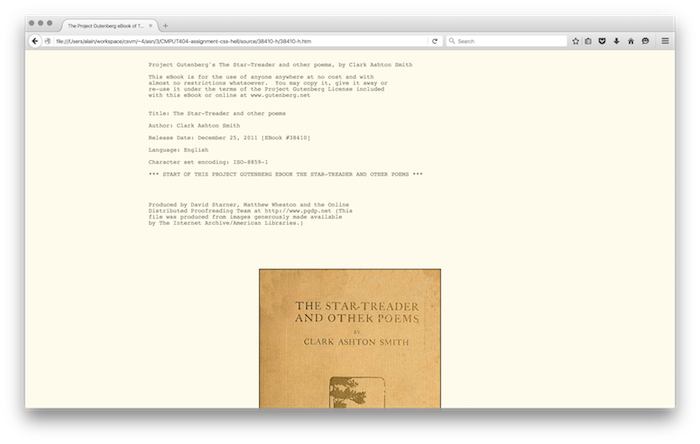 The Project Gutenberg eBook of T...
file:///Users/alain/workspace/csvm/~4/asn/3/CMPUT404-assignment-css-hell/source/38410-h/38410-h.htm
Search
Project Gutenberg's The Star-Treader and other poems, by Clark Ashton Smith
This eBook is for the use of anyone anywhere at no cost and with
almost no restrictions whatsoever.  You may copy it, give it away or
re-use it under the terms of the Project Gutenberg License included
with this eBook or online at www.gutenberg.net
Title: The Star-Treader and other poems
Author: Clark Ashton Smith
Release Date: December 25, 2011 [EBook #38410]
Language: English
Character set encoding: ISO-8859-1
*** START OF THIS PROJECT GUTENBERG EBOOK THE STAR-TREADER AND OTHER POEMS ***
Produced by David Starner, Matthew Wheaton and the Online
Distributed Proofreading Team at http://www.pgdp.net (This
file was produced from images generously made available
by The Internet Archive/American Libraries.)
THE STAR-TREADER
AND OTHER POEMS
BY
CLARK ASHTON SMITH